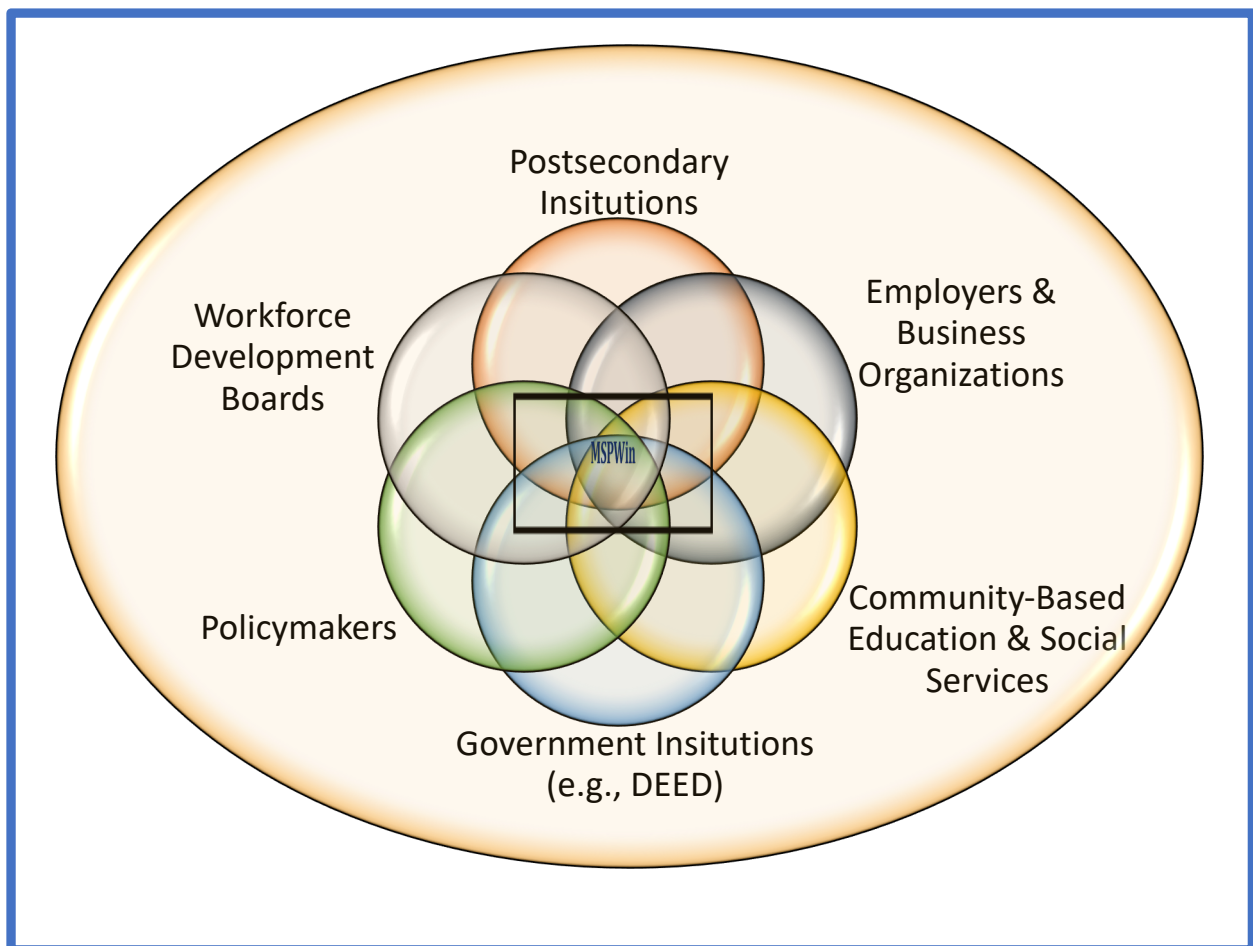 Postsecondary
Insitutions
Employers &
Business
Organizations
Workforce
Development
Boards
MSPWin
Community-Based
Education & Social
Services
Policymakers
Government Insitutions
(e.g., DEED)